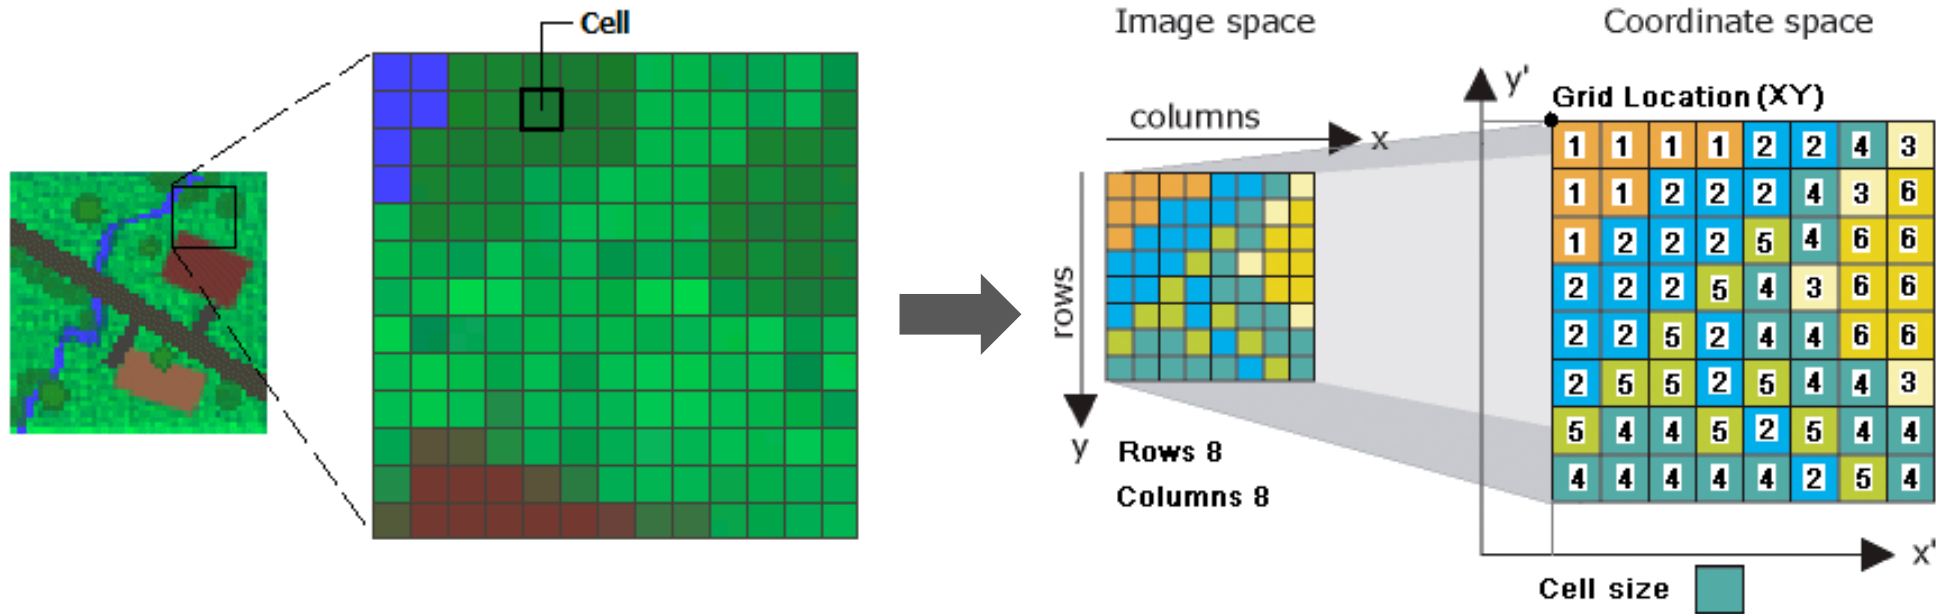 Cell
Image space
Coordinate space
columns
x
rows
y
Rows 8
Columns 8
y'
Grid Location (XY)
1 1 1 1 2 2 4 3
1 1 2 2 2 4 3 6
1 2 2 2 5 4 6 6
2 2 2 5 4 3 6 6
2 2 5 2 4 4 6 6
2 5 5 2 5 4 4 3
5 4 4 5 2 5 4 4
4 4 4 4 4 2 5 4
x'
Cell size